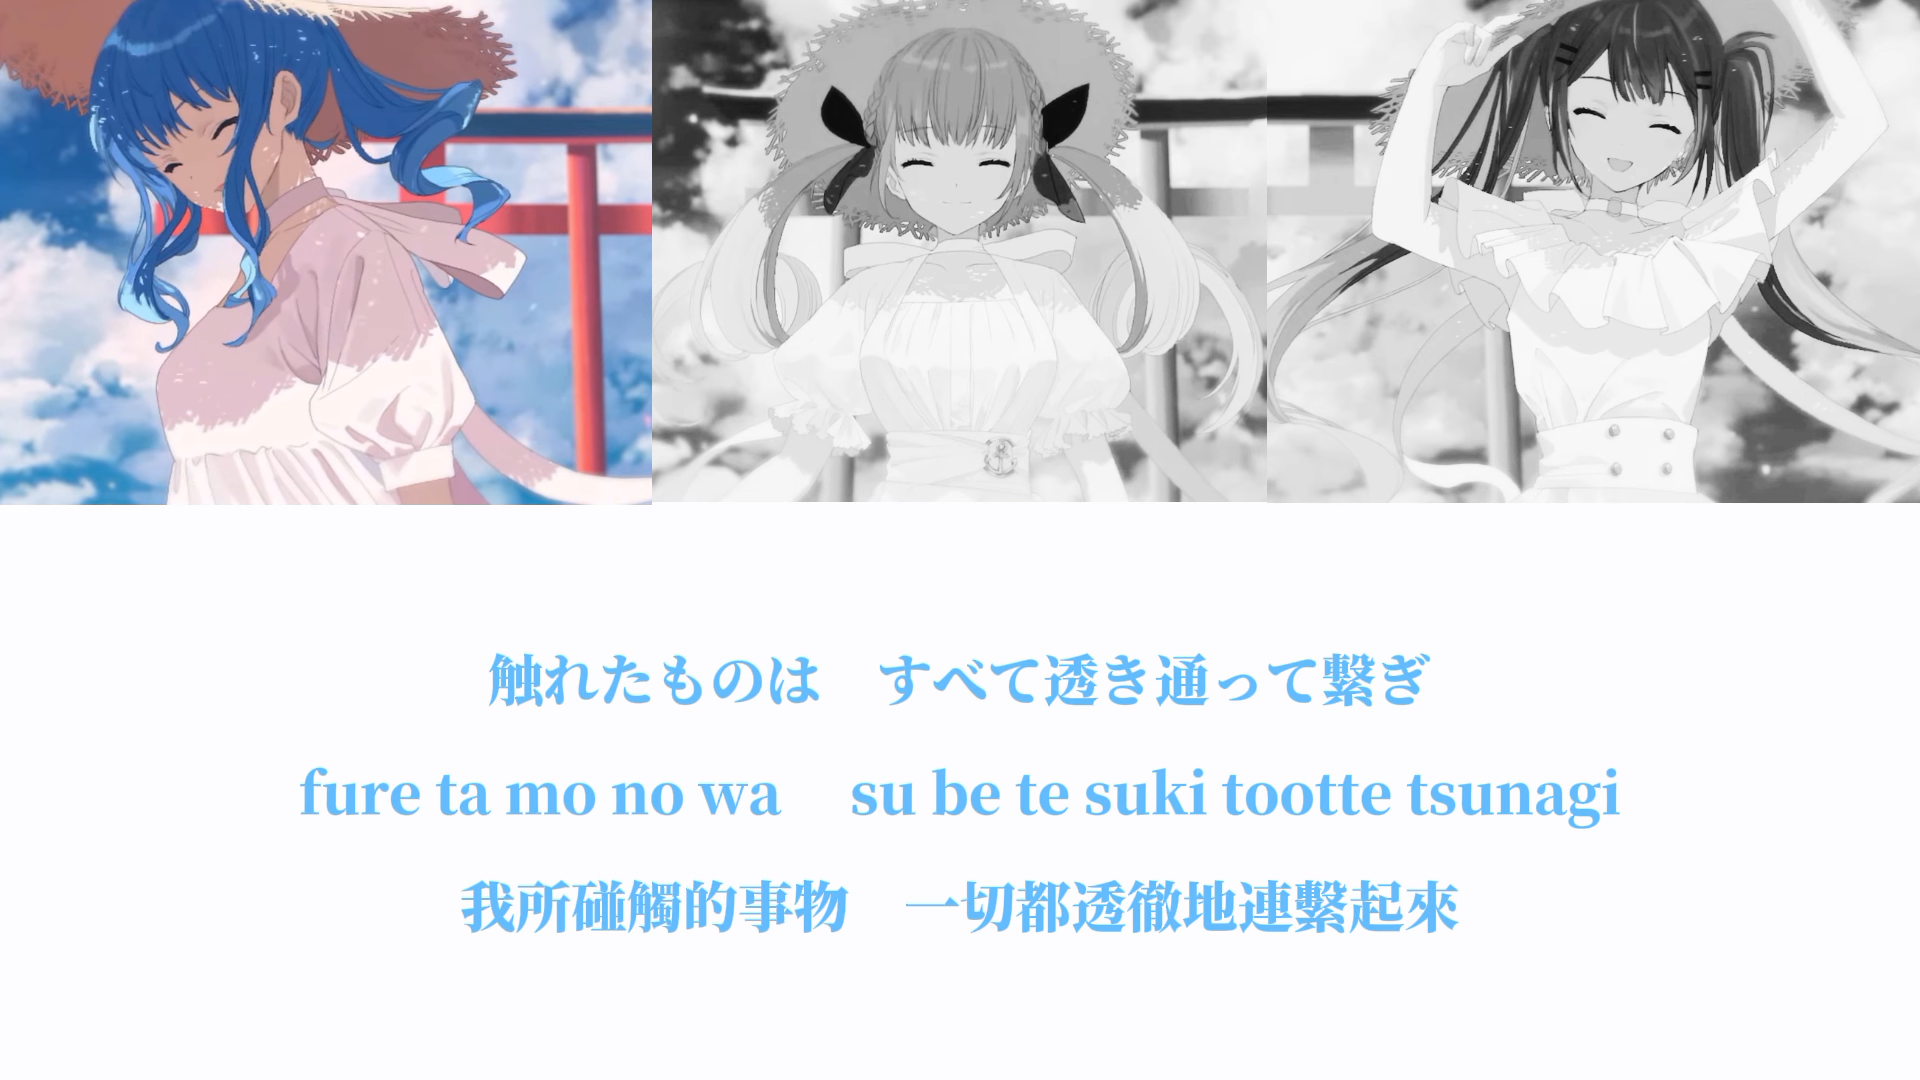 触れたものは　すべて透き通って繋ぎ
fure ta mo no wa　su be te suki tootte tsunagi
我所碰觸的事物　一切都透徹地連繫起來